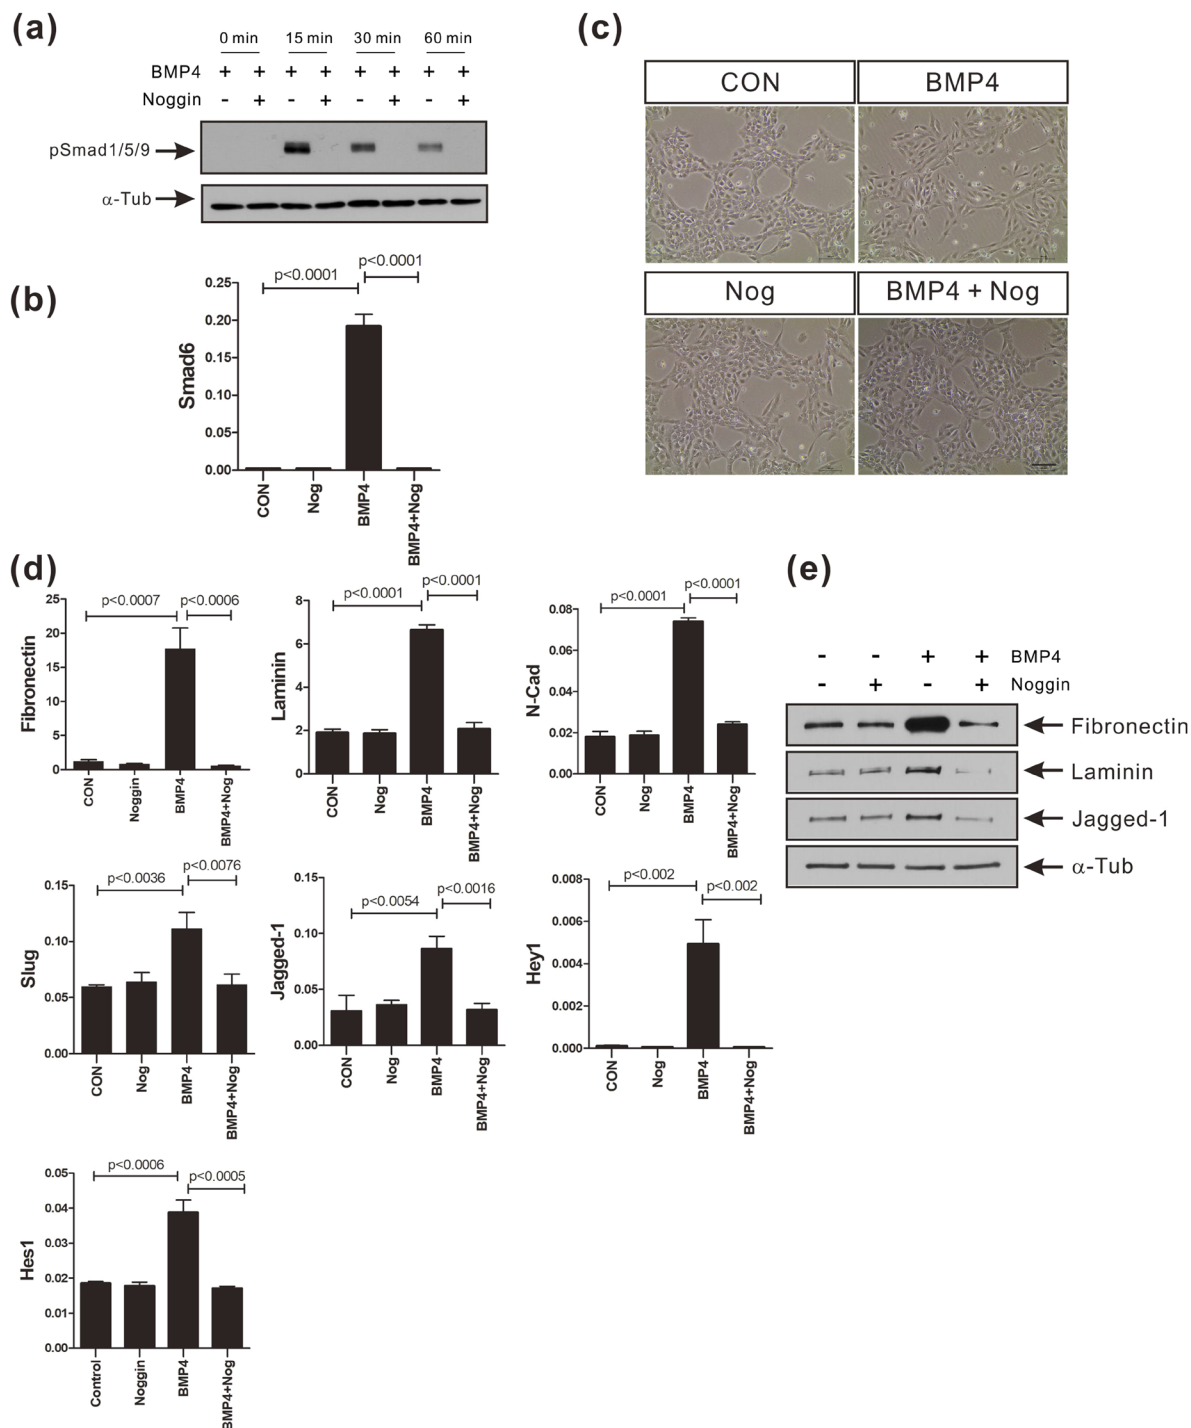 (a)
0 min 15 min 30 min 60 min
BMP4 + + + + + + + +
Noggin - + - + - + - +
pSmad1/5/9
α-Tub
(b)
p<0.0001
p<0.0001
Smad6
0.25
0.20
0.15
0.10
0.05
0.00
CON
Nog
BMP4
BMP4+Nog
(c)
CON
BMP4
Nog
BMP4 + Nog
(d)
p<0.0007
p<0.0006
Fibronectin
25
20
15
10
5
0
CON
Noggin
BMP4
BMP4+Nog
p<0.0001
p<0.0001
Laminin
8
6
4
2
0
CON
Nog
BMP4
BMP4+Nog
p<0.0001
p<0.0001
N-Cad
0.08
0.06
0.04
0.02
0.00
CON
Nog
BMP4
BMP4+Nog
p<0.0036
p<0.0076
Slug
0.15
0.10
0.05
0.00
CON
Nog
BMP4
BMP4+Nog
p<0.0054
p<0.0016
Jagged-1
0.15
0.10
0.05
0.00
CON
Nog
BMP4
BMP4+Nog
p<0.002
p<0.002
Hey1
0.008
0.006
0.004
0.002
0.000
CON
Nog
BMP4
BMP4+Nog
p<0.0006
p<0.0005
Hes1
0.05
0.04
0.03
0.02
0.01
0.00
Control
Noggin
BMP4
BMP4+Nog
(e)
- - + + BMP4
- + - + Noggin
Fibronectin
Laminin
Jagged-1
α-Tub